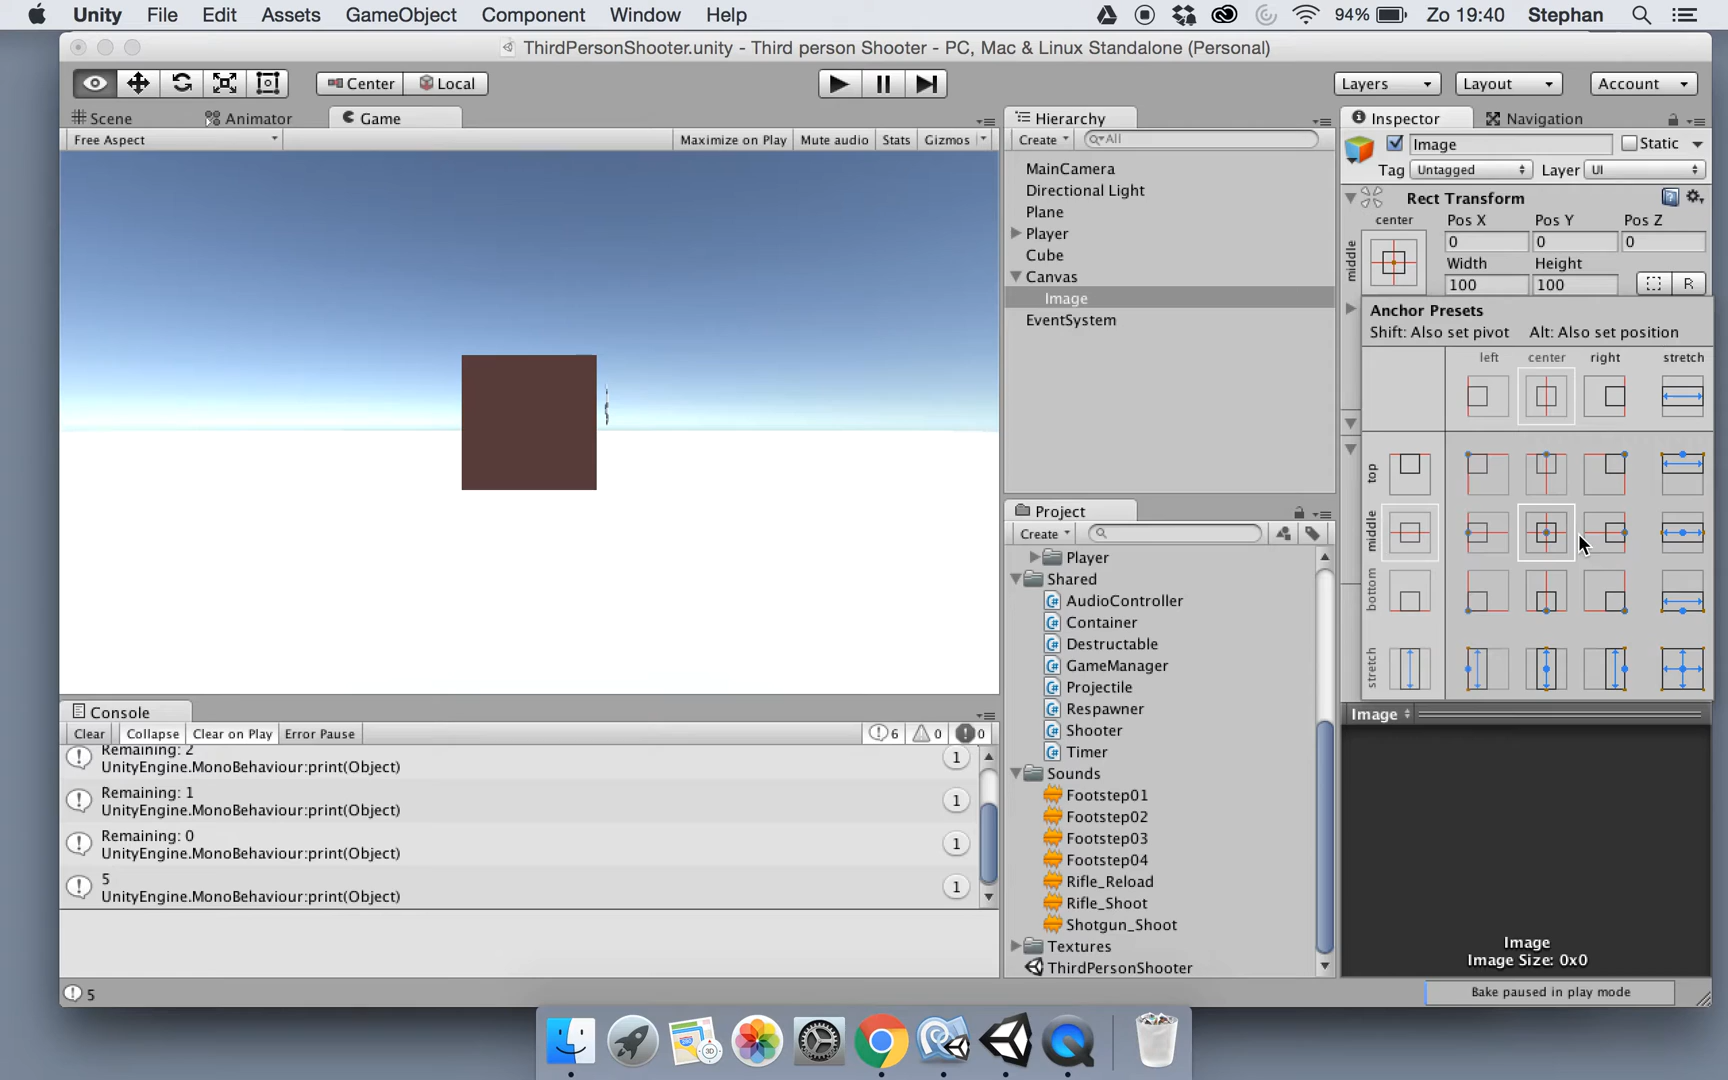 Unity File Edit Assets GameObject Component Window Help 94% Zo 19:40 Stephan
ThirdPersonShooter.unity - Third person Shooter - PC, Mac & Linux Standalone (Personal)
Center Local Layers Layout Account
Scene Animator Game
Free Aspect Maximize on Play Mute audio Stats Gizmos
Hierarchy
Create All
MainCamera
Directional Light
Plane
Player
Cube
Canvas
Image
EventSystem
Inspector Navigation
Image Static
Tag Untagged Layer UI
Rect Transform
center Pos X Pos Y Pos Z
middle 0 0 0
Width Height
100 100 R
Anchor Presets
Shift: Also set pivot Alt: Also set position
left center right stretch
top
middle
bottom
stretch
Project
Create
Player
Shared
AudioController
Container
Destructable
GameManager
Projectile
Respawner
Shooter
Timer
Sounds
Footstep01
Footstep02
Footstep03
Footstep04
Rifle_Reload
Rifle_Shoot
Shotgun_Shoot
Textures
ThirdPersonShooter
Console
Clear Collapse Clear on Play Error Pause 6 0 0
Remaining: 2
UnityEngine.MonoBehaviour:print(Object) 1
Remaining: 1
UnityEngine.MonoBehaviour:print(Object) 1
Remaining: 0
UnityEngine.MonoBehaviour:print(Object) 1
5
UnityEngine.MonoBehaviour:print(Object) 1
5
Image
Image
Image Size: 0x0
Bake paused in play mode
3D